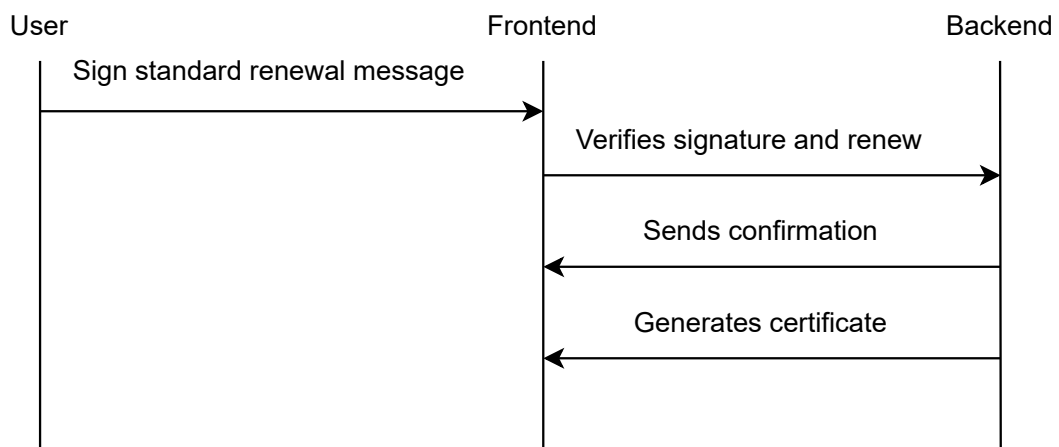 User
Frontend
Backend
Sign standard renewal message
Verifies signature and renew
Sends confirmation
Generates certificate